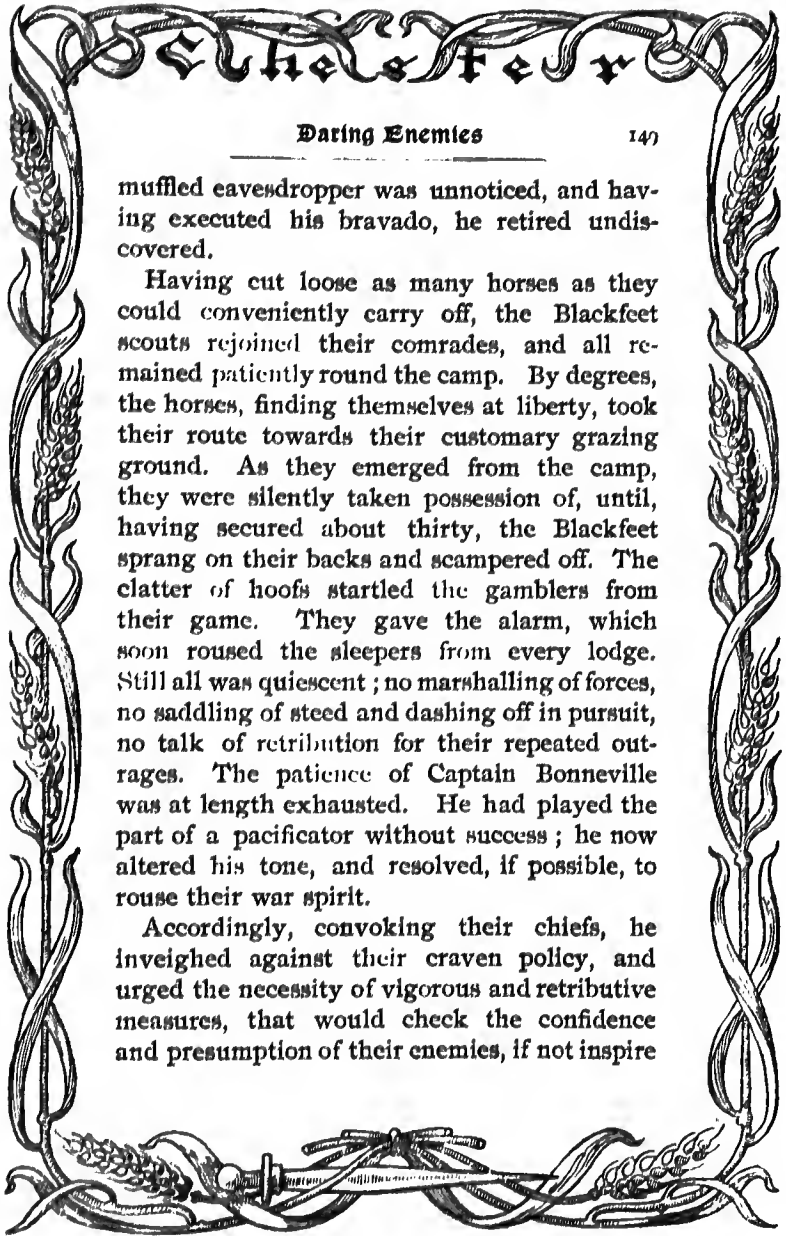 Chester
Daring Enemies 149
muffled eavesdropper was unnoticed, and hav-
ing executed his bravado, he retired undis-
covered.
Having cut loose as many horses as they
could conveniently carry off, the Blackfeet
scouts rejoined their comrades, and all re-
mained patiently round the camp. By degrees,
the horses, finding themselves at liberty, took
their route towards their customary grazing
ground. As they emerged from the camp,
they were silently taken possession of, until,
having secured about thirty, the Blackfeet
sprang on their backs and scampered off. The
clatter of hoofs startled the gamblers from
their game. They gave the alarm, which
soon roused the sleepers from every lodge.
Still all was quiescent ; no marshalling of forces,
no saddling of steed and dashing off in pursuit,
no talk of retribution for their repeated out-
rages. The patience of Captain Bonneville
was at length exhausted. He had played the
part of a pacificator without success ; he now
altered his tone, and resolved, if possible, to
rouse their war spirit.
Accordingly, convoking their chiefs, he
inveighed against their craven policy, and
urged the necessity of vigorous and retributive
measures, that would check the confidence
and presumption of their enemies, if not inspire